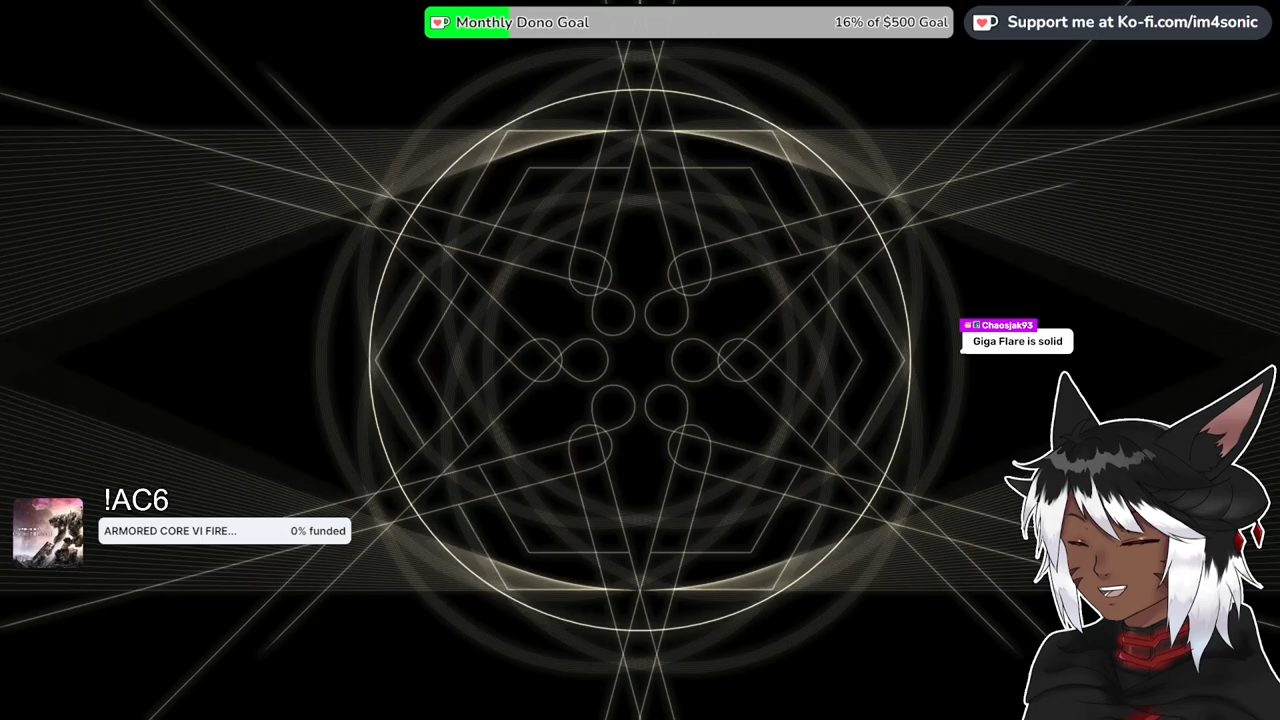 Monthly Dono Goal
16% of $500 Goal
Support me at Ko-fi.com/im4sonic
Chaosjak93
Giga Flare is solid
!AC6
ARMORED CORE VI FIRE...
0% funded